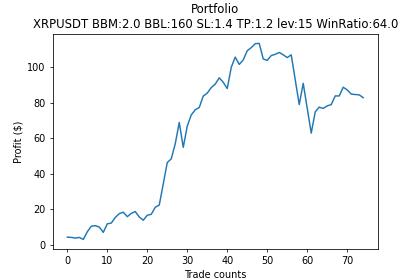 Portfolio
XRPUSDT BBM:2.0 BBL:160 SL:1.4 TP:1.2 lev:15 WinRatio:64.0
100
80
60
40
20
0
Profit ($)
0 10 20 30 40 50 60 70
Trade counts